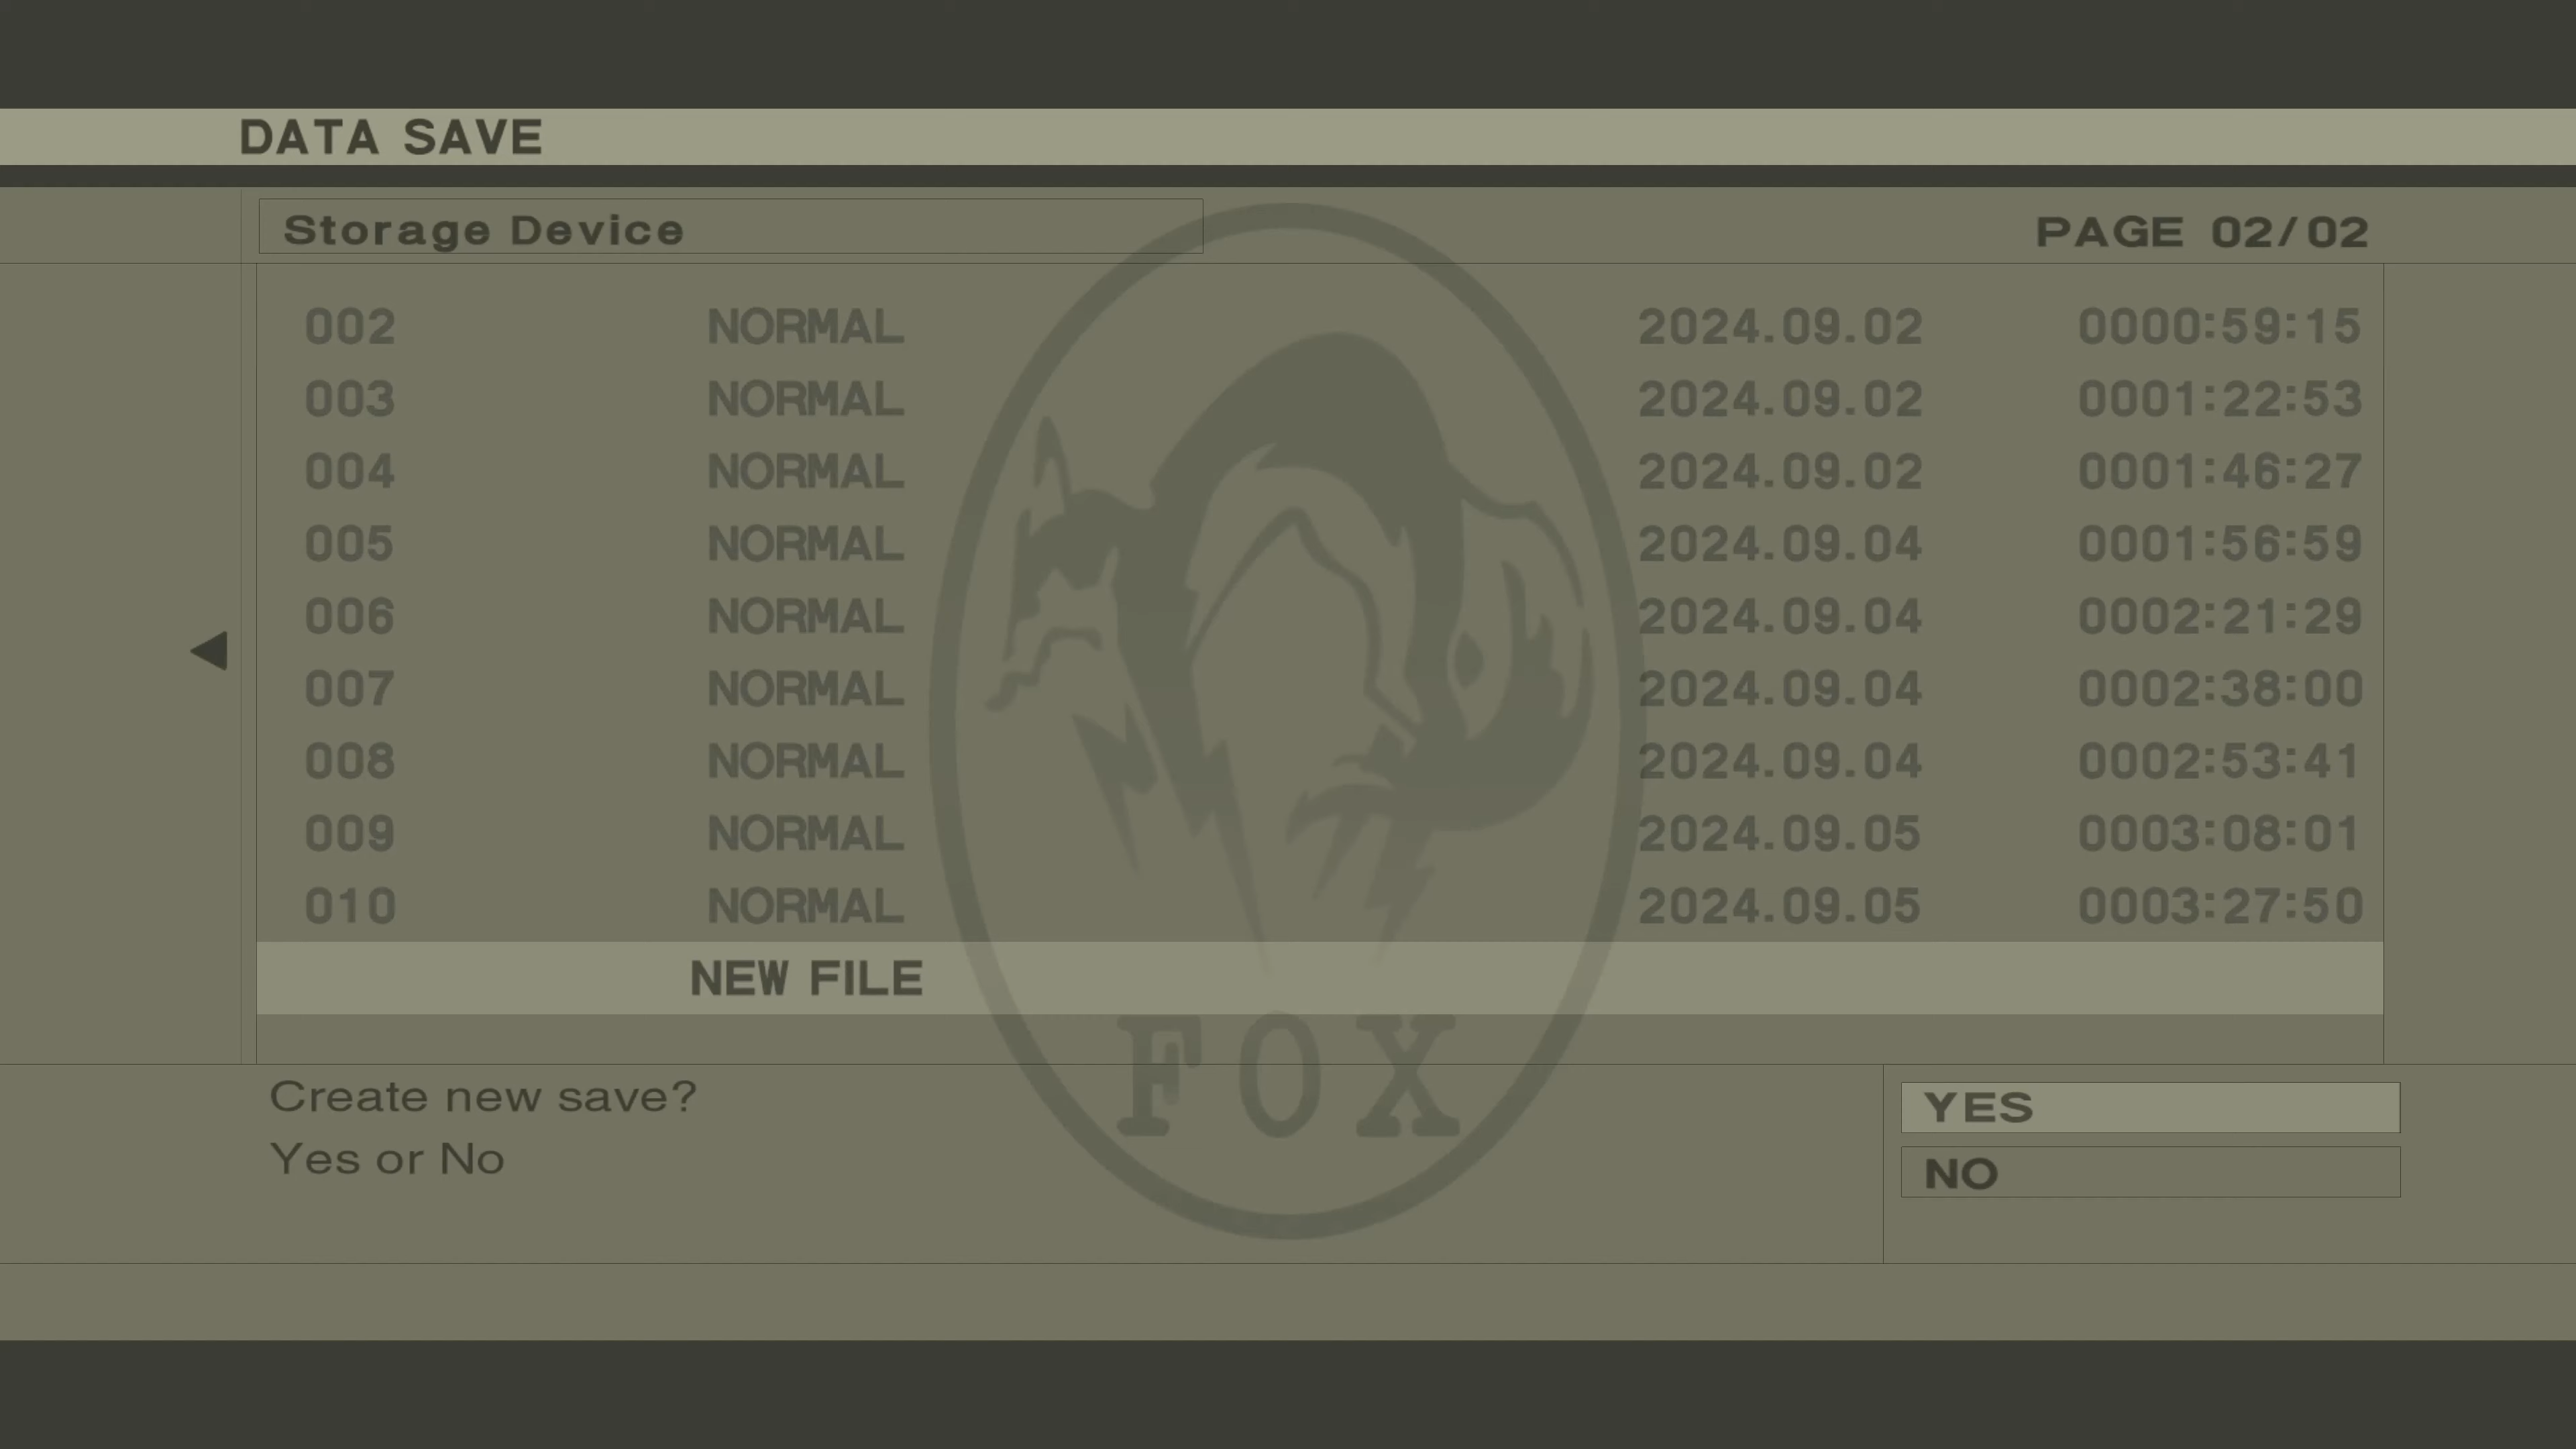 DATA SAVE
Storage Device PAGE 02/02
002 NORMAL 2024.09.02 0000:59:15
003 NORMAL 2024.09.02 0001:22:53
004 NORMAL 2024.09.02 0001:46:27
005 NORMAL 2024.09.04 0001:56:59
006 NORMAL 2024.09.04 0002:21:29
007 NORMAL 2024.09.04 0002:38:00
008 NORMAL 2024.09.04 0002:53:41
009 NORMAL 2024.09.05 0003:08:01
010 NORMAL 2024.09.05 0003:27:50
NEW FILE
FOX
Create new save? YES
Yes or No NO